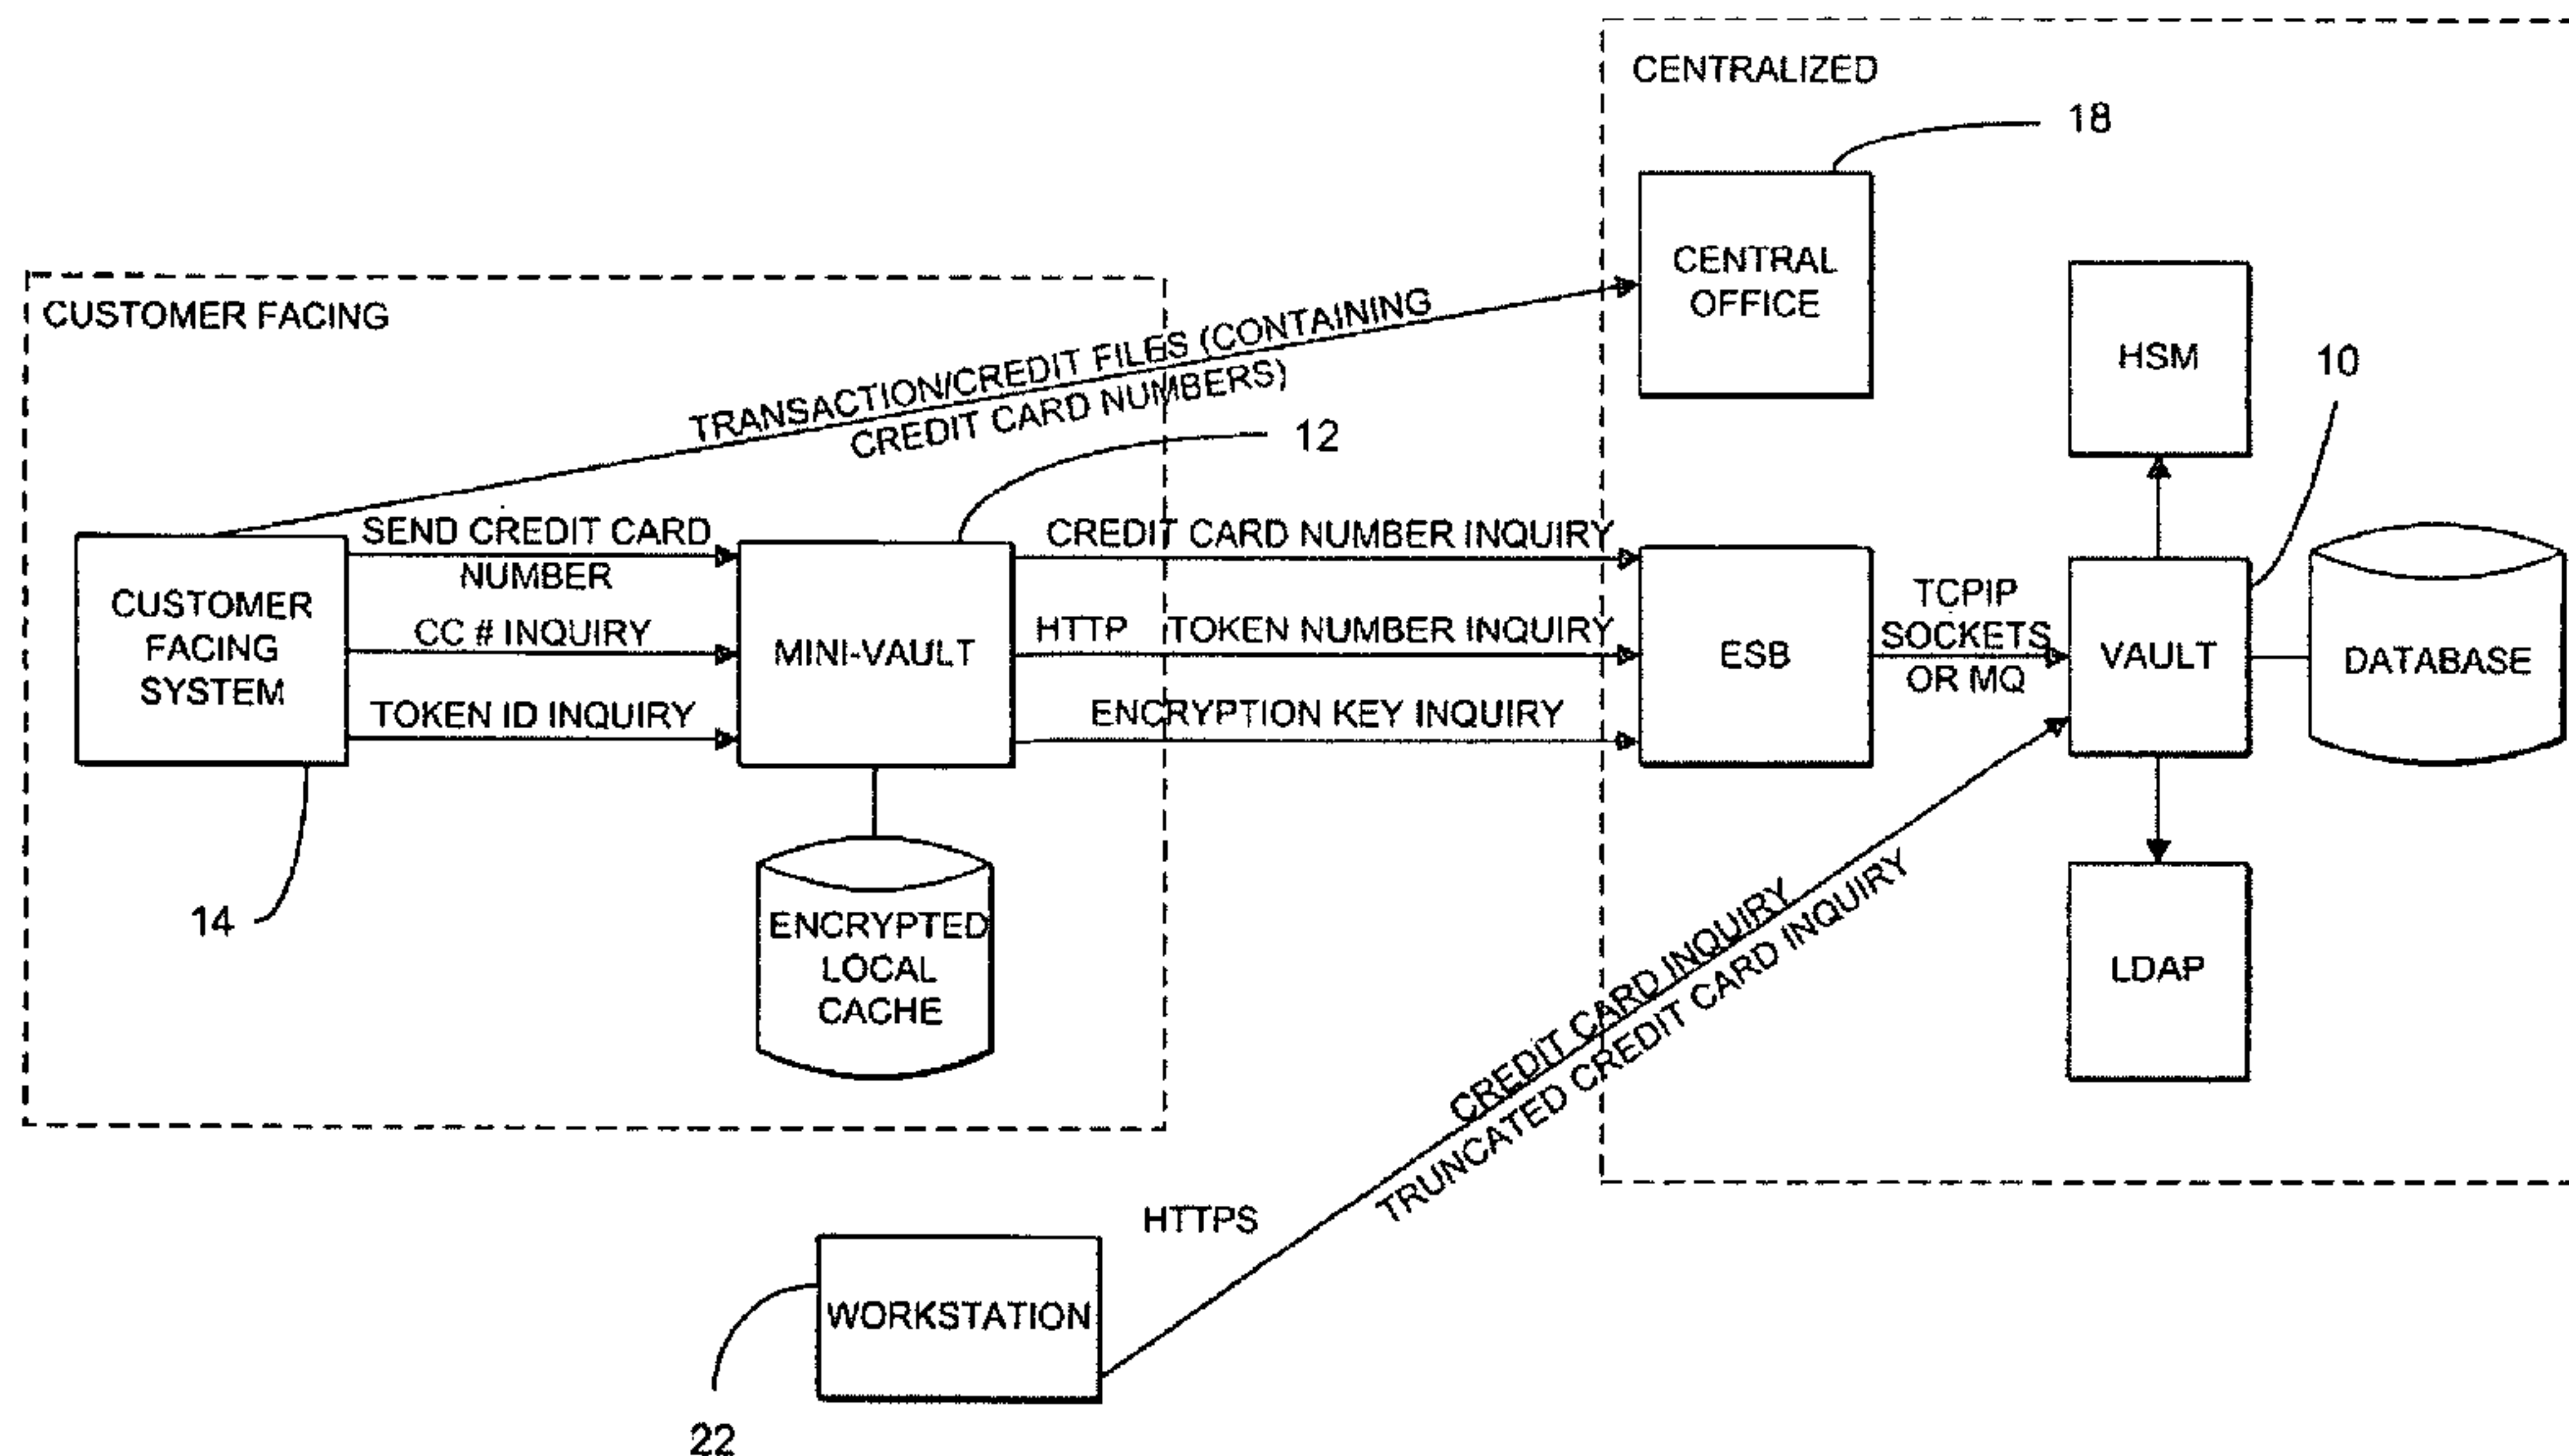 CENTRALIZED
18
CENTRAL
OFFICE
HSM
10
CUSTOMER FACING
TRANSACTION/CREDIT FILES (CONTAINING
CREDIT CARD NUMBERS)
12
SEND CREDIT CARD
NUMBER
CC # INQUIRY
TOKEN ID INQUIRY
CUSTOMER
FACING
SYSTEM
14
MINI-VAULT
ENCRYPTED
LOCAL
CACHE
CREDIT CARD NUMBER INQUIRY
HTTP TOKEN NUMBER INQUIRY
ENCRYPTION KEY INQUIRY
ESB
TCPIP
SOCKETS
OR MQ
VAULT
DATABASE
LDAP
CREDIT CARD INQUIRY
TRUNCATED CREDIT CARD INQUIRY
HTTPS
WORKSTATION
22